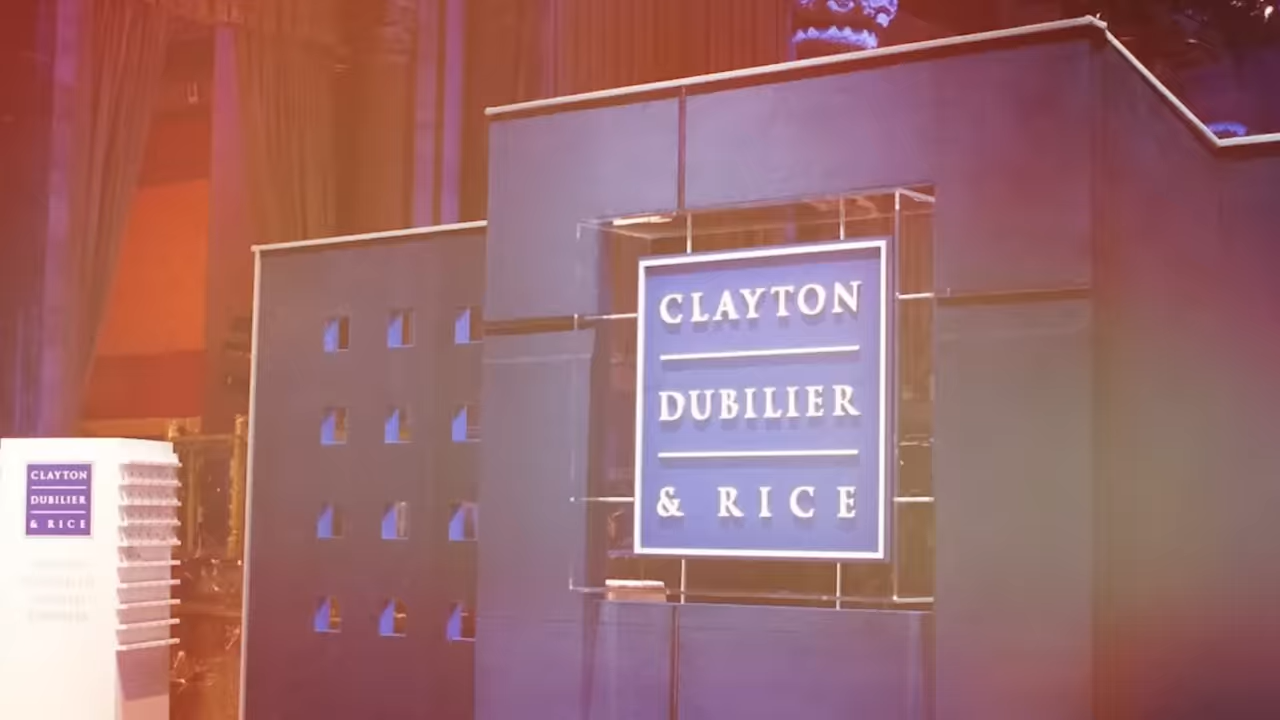 CLAYTON
DUBILIER
& RICE
CLAYTON
DUBILIER
& RICE